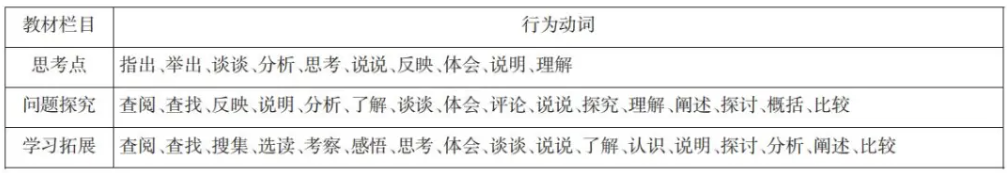 教材栏目 行为动词
思考点 指出、举出、谈谈、分析、思考、说说、反映、体会、说明、理解
问题探究 查阅、查找、反映、说明、分析、了解、谈谈、体会、评论、说说、探究、理解、阐述、探讨、概括、比较
学习拓展 查阅、查找、搜集、选读、考察、感悟、思考、体会、谈谈、说说、了解、认识、说明、探讨、分析、阐述、比较